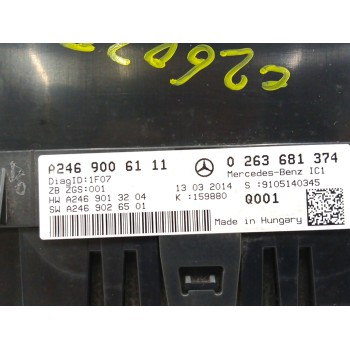 A246 900 61 11
0 263 681 374
DiagID:1F07
Mercedes-Benz IC1
ZB ZGS:001
13 03 2014
S :9105140345
HW A246 901 32 04
K :159880
Q001
SW A246 902 65 01
Made in Hungary